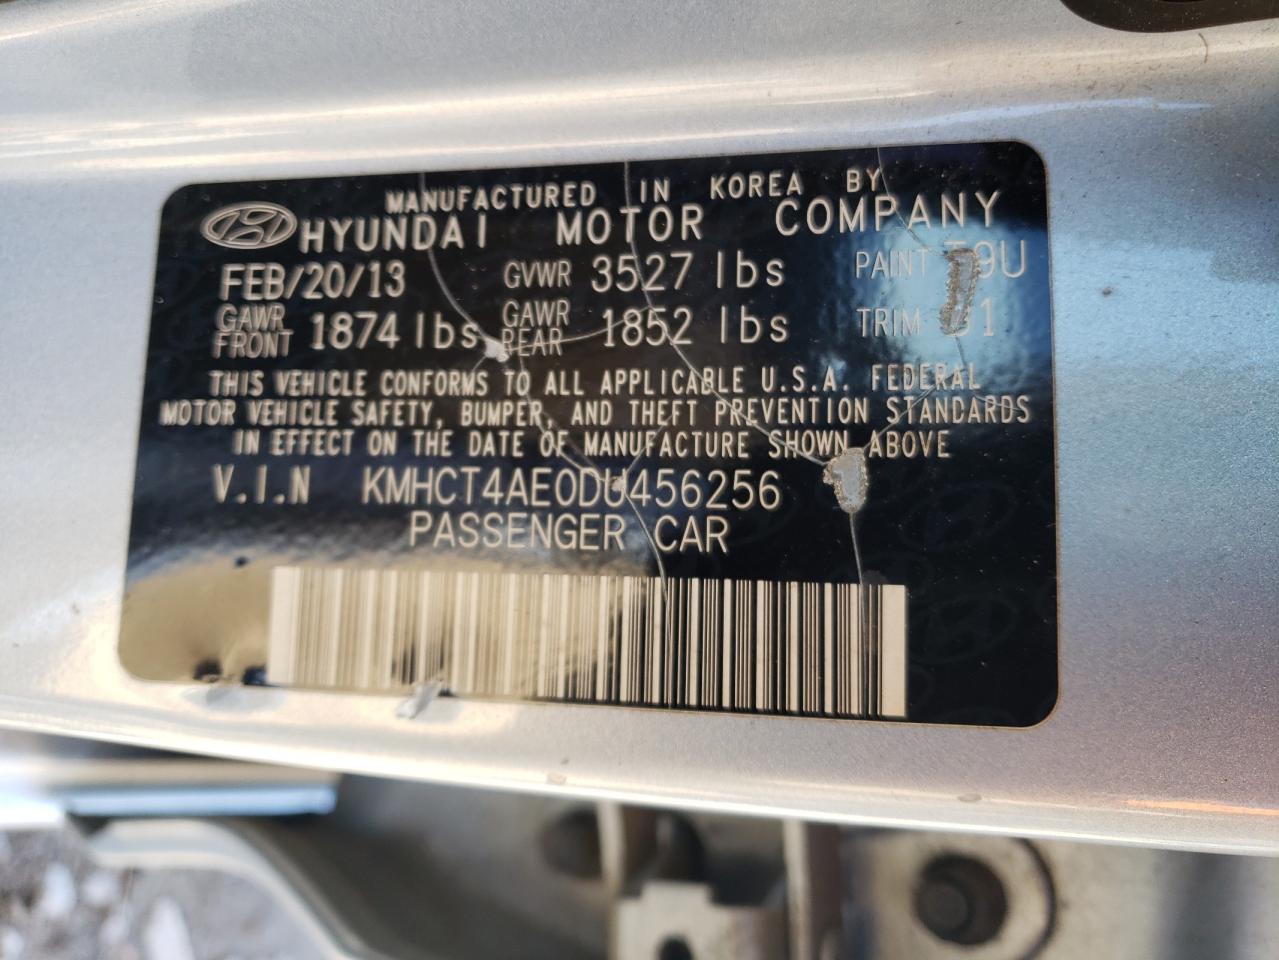 MANUFACTURED IN KOREA BY
HYUNDAI MOTOR COMPANY
FEB/20/13 GVWR 3527 lbs PAINT
GAWR FRONT 1874 lbs GAWR REAR 1852 lbs TRIM
THIS VEHICLE CONFORMS TO ALL APPLICABLE U.S.A. FEDERAL
MOTOR VEHICLE SAFETY, BUMPER, AND THEFT PREVENTION STANDARDS
IN EFFECT ON THE DATE OF MANUFACTURE SHOWN ABOVE
V.I.N KMHCT4AE0DU456256
PASSENGER CAR